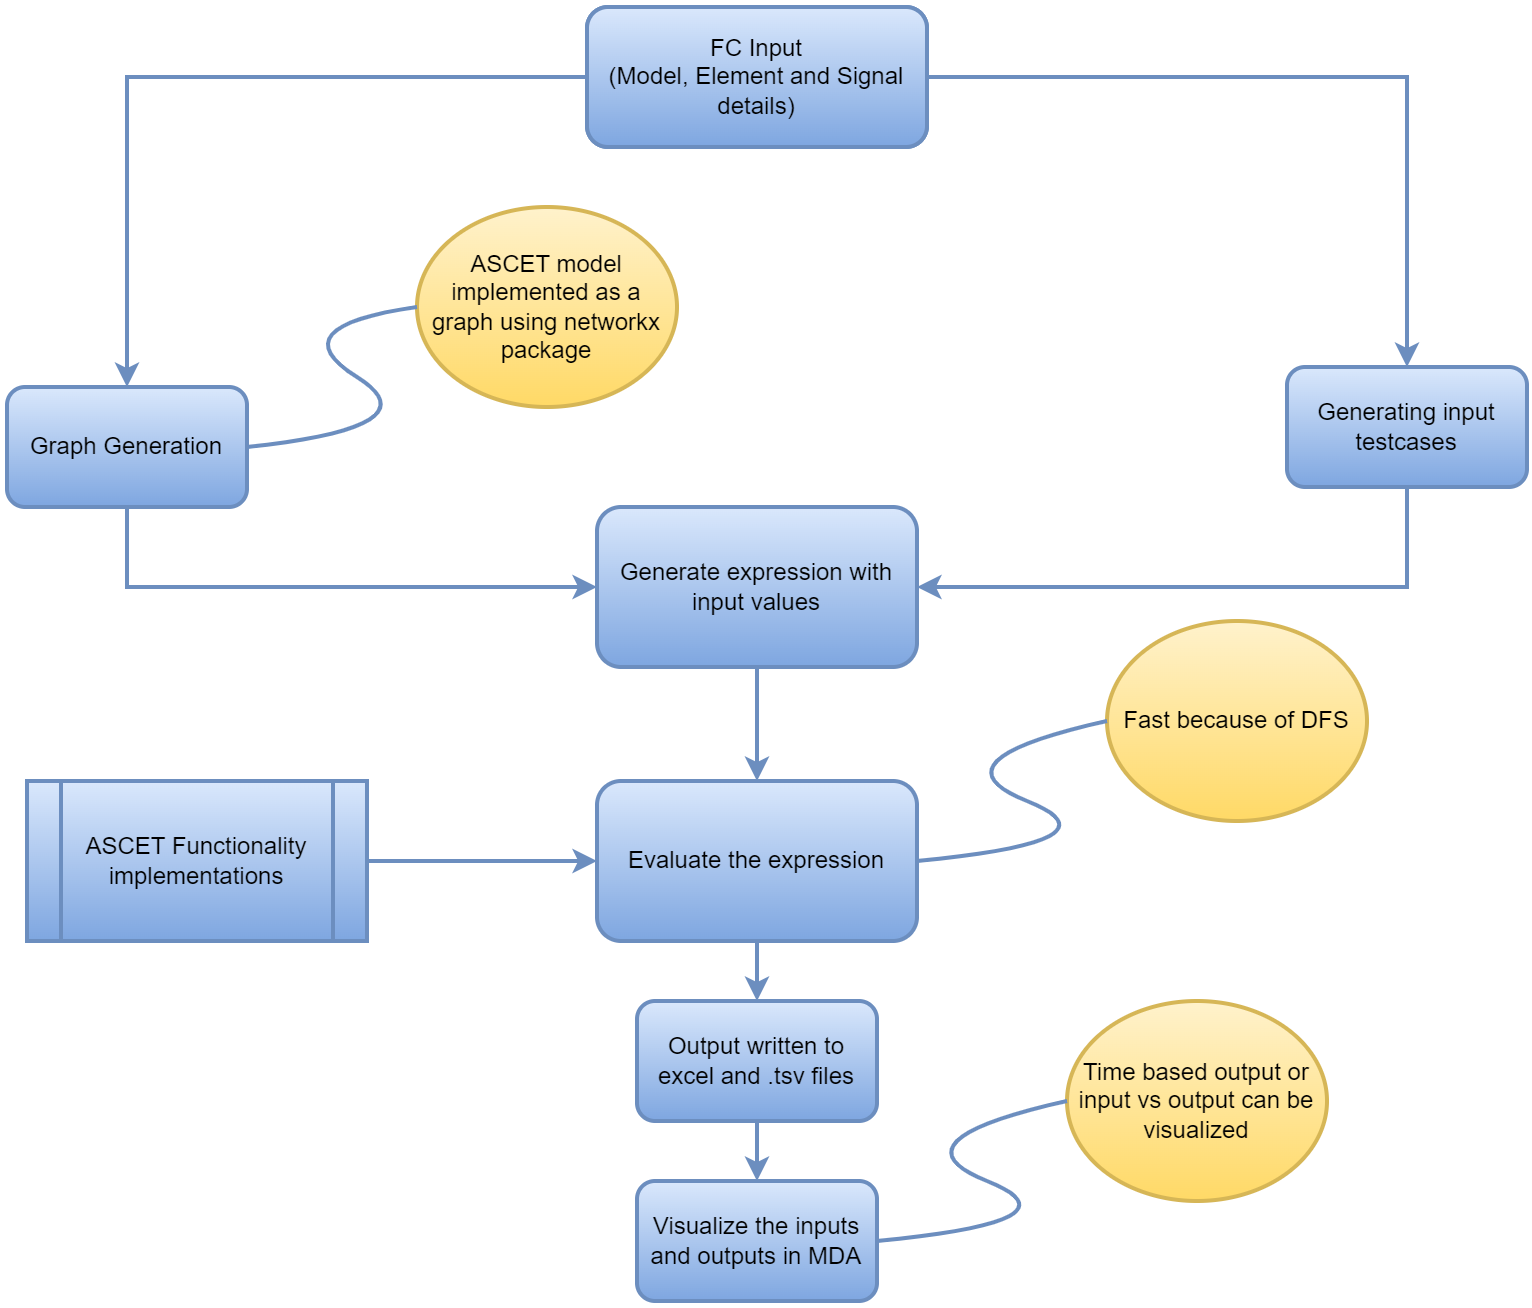 FC Input
(Model, Element and Signal
details)
ASCET model
implemented as a
graph using networkx
package
Graph Generation
Generating input
testcases
Generate expression with
input values
Fast because of DFS
ASCET Functionality
implementations
Evaluate the expression
Output written to
excel and .tsv files
Time based output or
input vs output can be
visualized
Visualize the inputs
and outputs in MDA